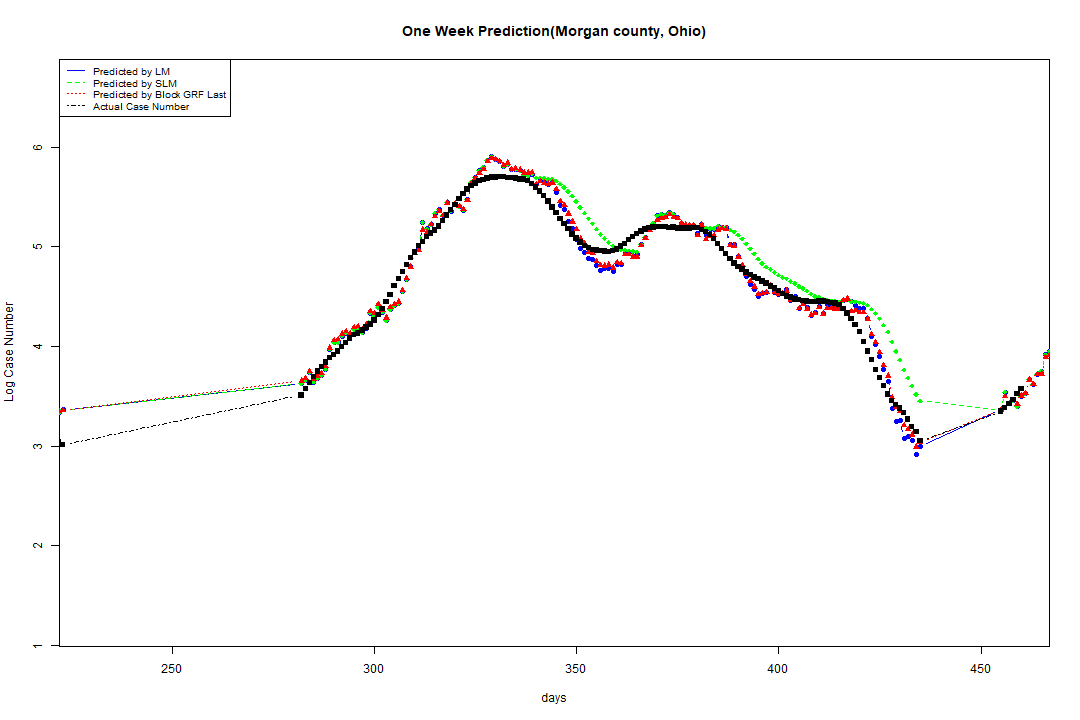 One Week Prediction(Morgan county, Ohio)
Predicted by LM
Predicted by SLM
Predicted by Block GRF Last
Actual Case Number
6
5
4
3
2
1
Log Case Number
250 300 350 400 450
days